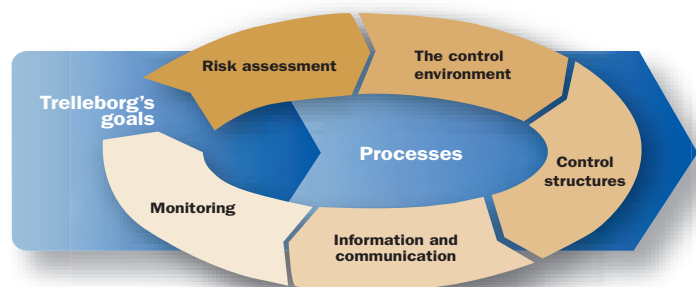 Risk assessment
The control
environment
Trelleborg's
goals
Processes
Control
structures
Monitoring
Information and
communication